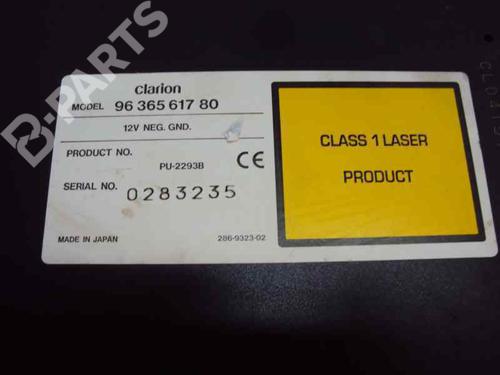 B-PARTS
clarion
MODEL 96 365 617 80
12V NEG. GND.
PRODUCT NO. PU-2293B
SERIAL NO. 0283235
MADE IN JAPAN 286-9323-02
CLASS 1 LASER
PRODUCT